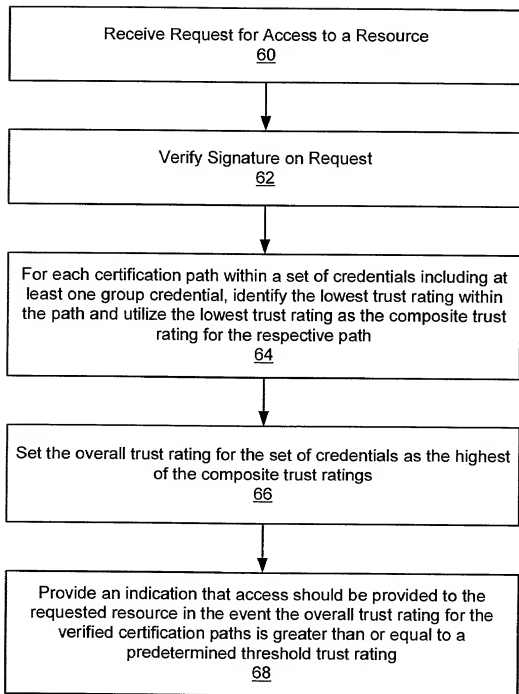 Receive Request for Access to a Resource
60
Verify Signature on Request
62
For each certification path within a set of credentials including at
least one group credential, identify the lowest trust rating within
the path and utilize the lowest trust rating as the composite trust
rating for the respective path
64
Set the overall trust rating for the set of credentials as the highest
of the composite trust ratings
66
Provide an indication that access should be provided to the
requested resource in the event the overall trust rating for the
verified certification paths is greater than or equal to a
predetermined threshold trust rating
68